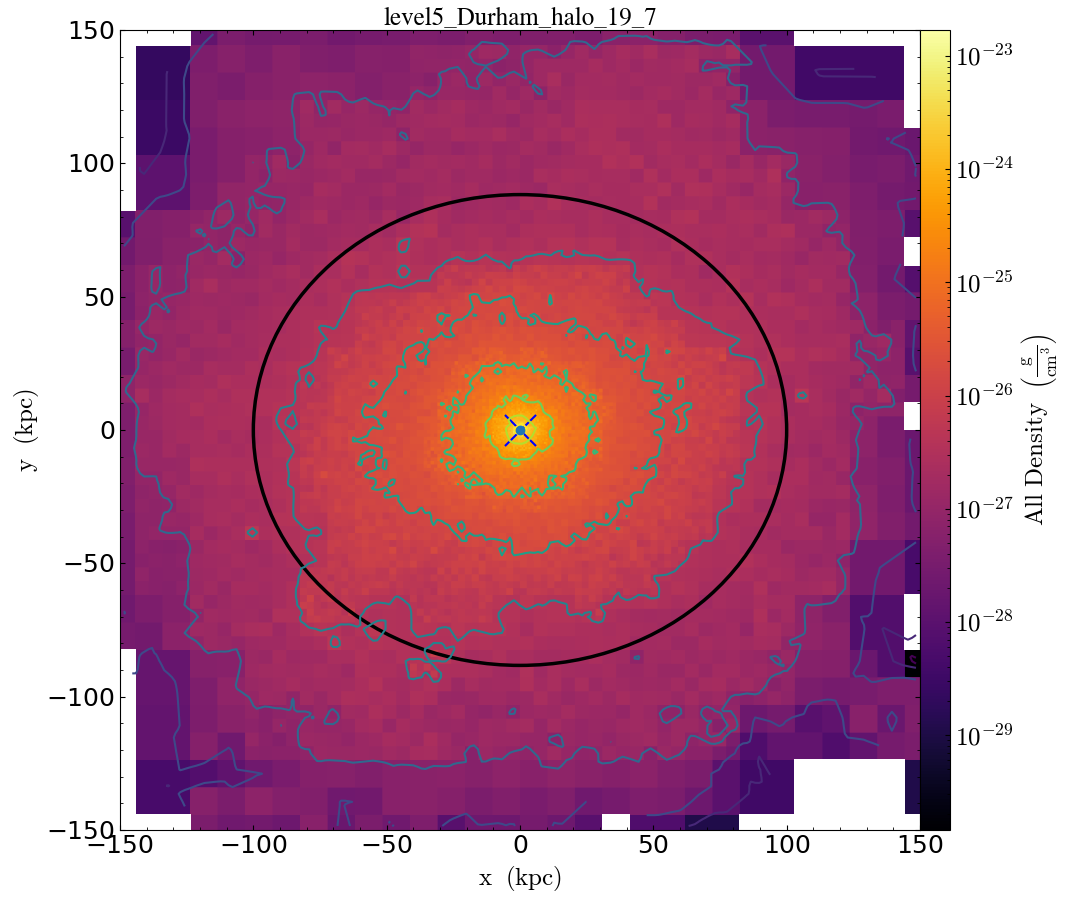 level5_Durham_halo_19_7
150
100
50
0
−50
−100
−150
y (kpc)
−150 −100 −50 0 50 100 150
x (kpc)
10^{−23}
10^{−24}
10^{−25}
10^{−26}
10^{−27}
10^{−28}
10^{−29}
All Density (g/cm^3)